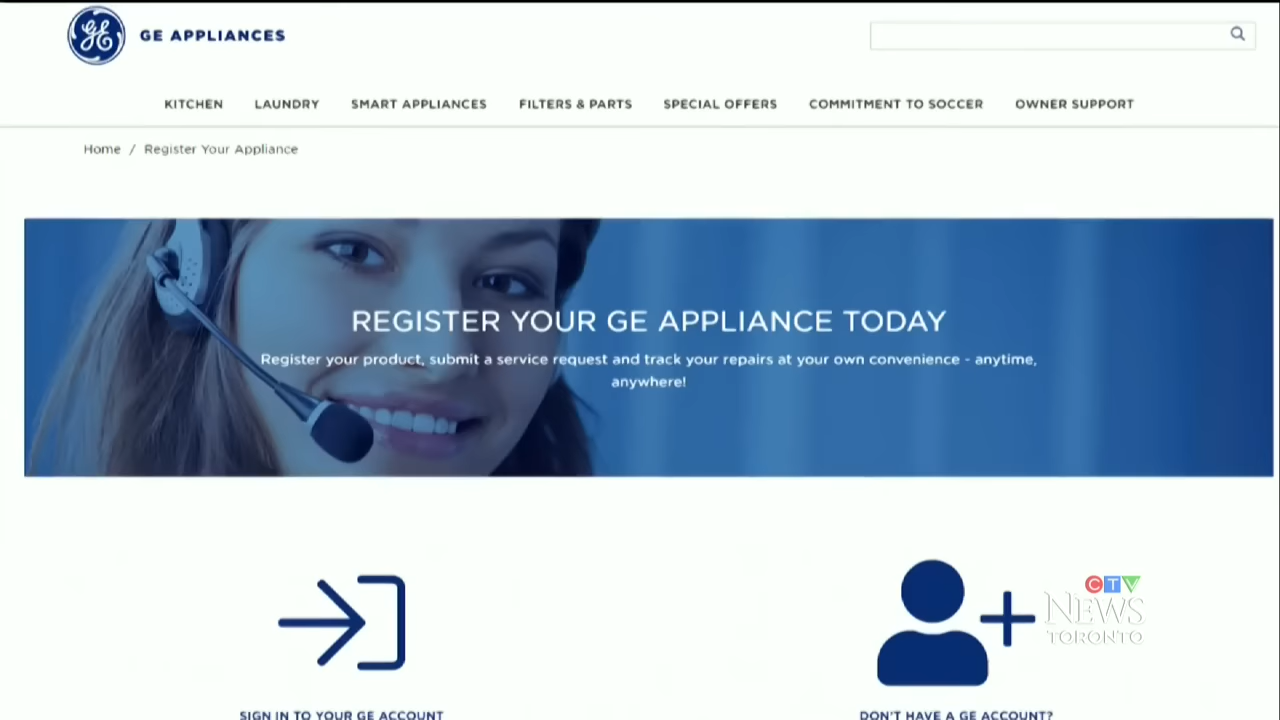 GE APPLIANCES
KITCHEN LAUNDRY SMART APPLIANCES FILTERS & PARTS SPECIAL OFFERS COMMITMENT TO SOCCER OWNER SUPPORT
Home / Register Your Appliance
REGISTER YOUR GE APPLIANCE TODAY
Register your product, submit a service request and track your repairs at your own convenience - anytime,
anywhere!
CTV
NEWS
TORONTO
SIGN IN TO YOUR GE ACCOUNT
DON'T HAVE A GE ACCOUNT?